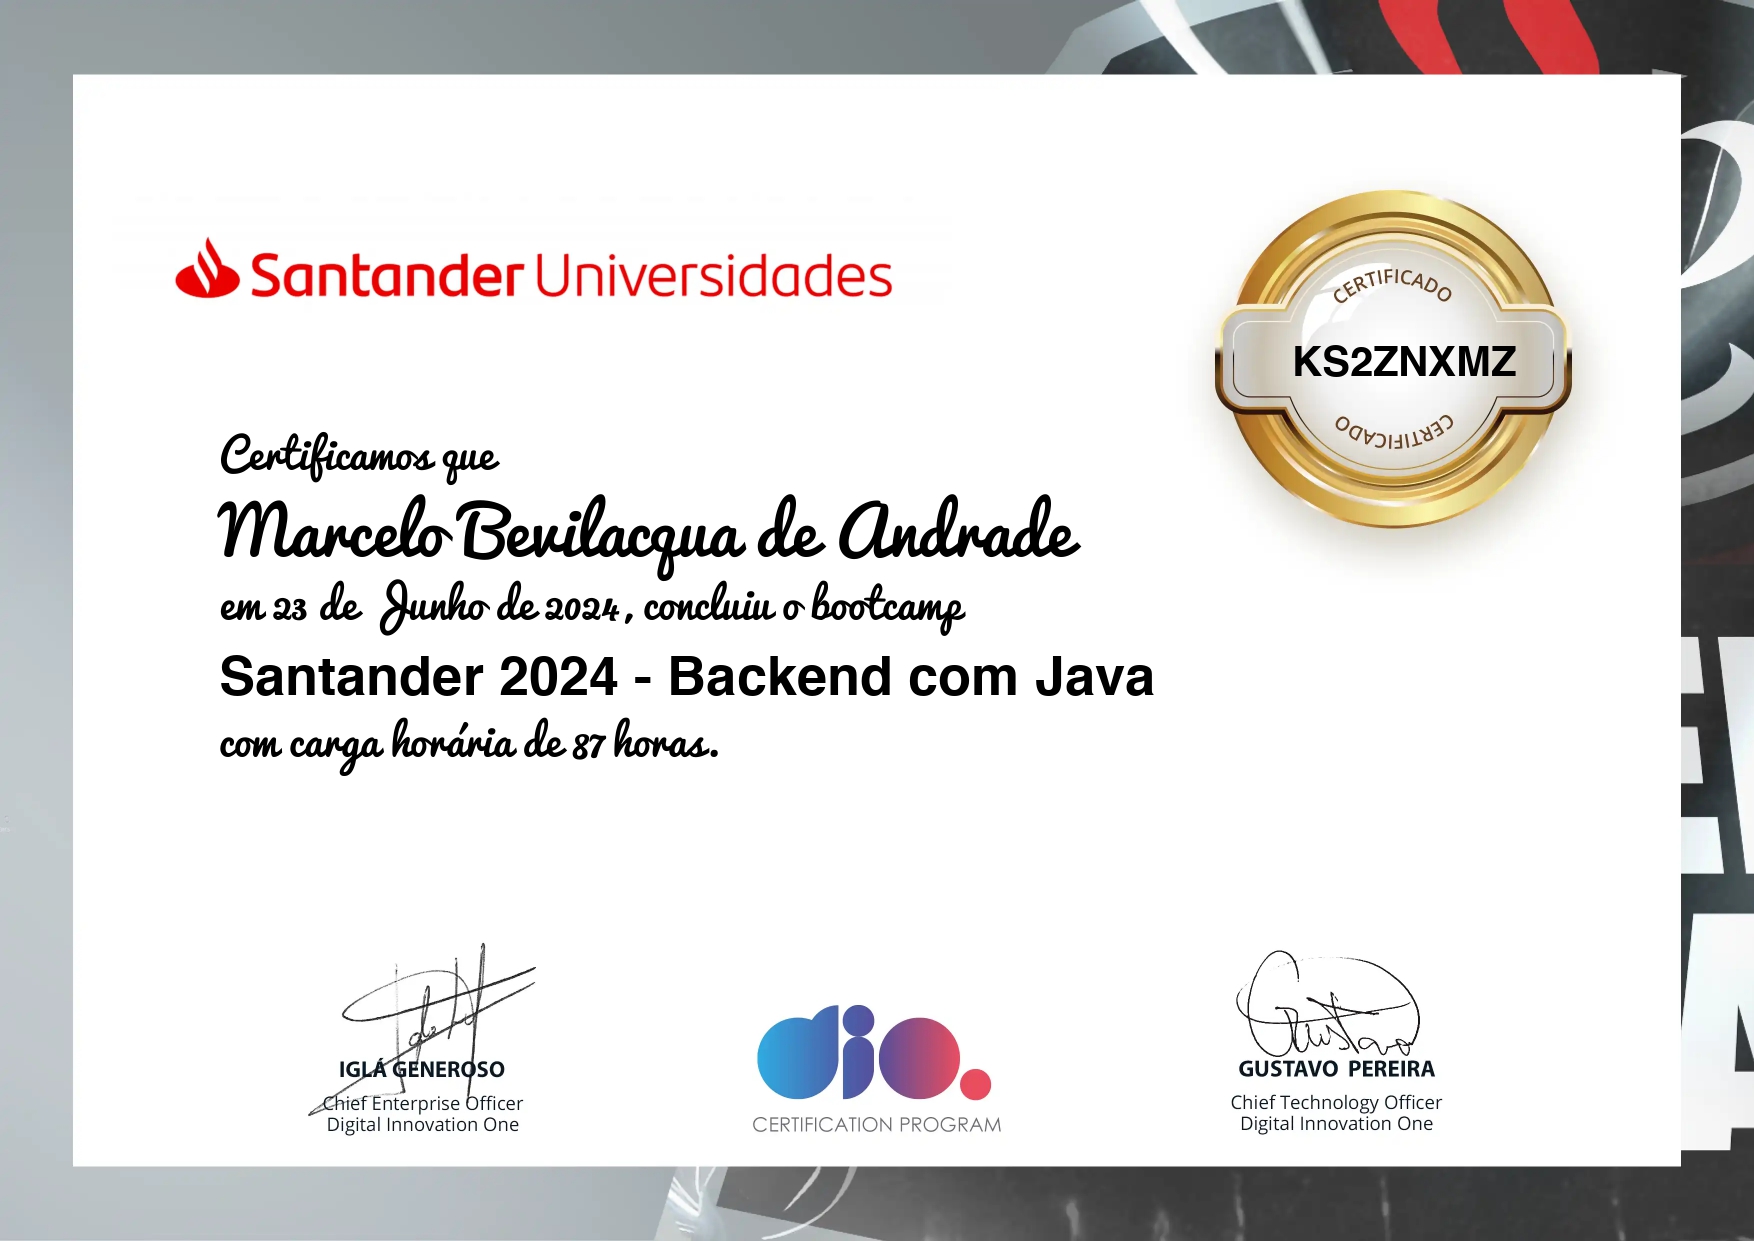 Santander Universidades
CERTIFICADO
KS2ZNXMZ
CERTIFICADO
Certificamos que
Marcelo Bevilacqua de Andrade
em 23 de Junho de 2024, concluiu o bootcamp
Santander 2024 - Backend com Java
com carga horária de 87 horas.
IGLÁ GENEROSO
Chief Enterprise Officer
Digital Innovation One
dio.
CERTIFICATION PROGRAM
Gustavo
GUSTAVO PEREIRA
Chief Technology Officer
Digital Innovation One